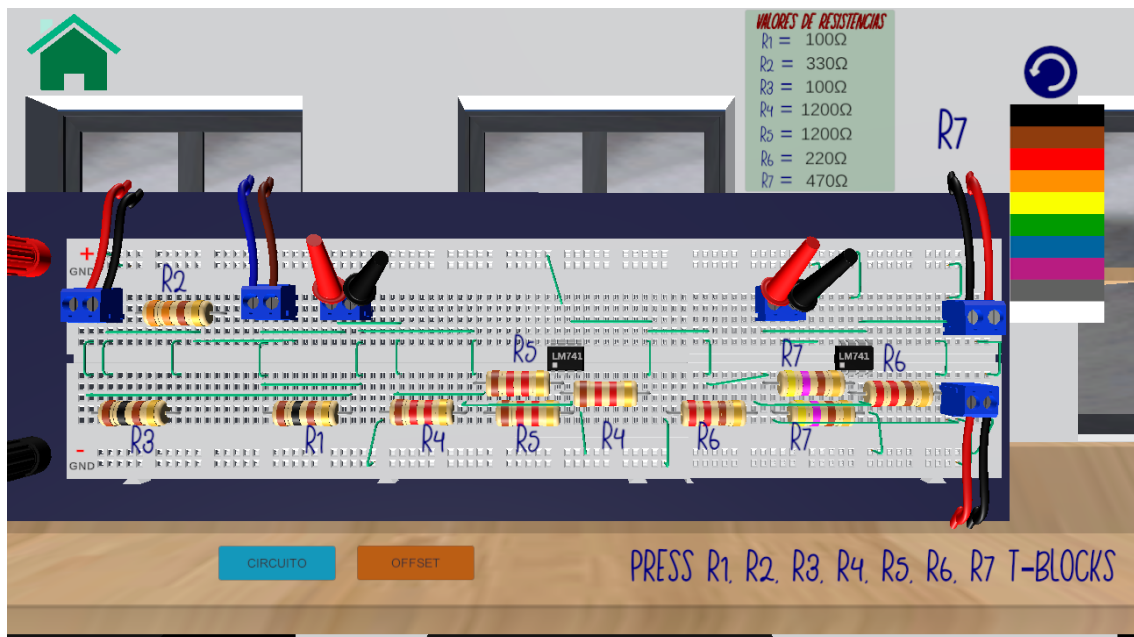 VALORES DE RESISTENCIAS
R1 = 100Ω
R2 = 330Ω
R3 = 100Ω
R4 = 1200Ω
R5 = 1200Ω
R6 = 220Ω
R7 = 470Ω
R7
+
GND
R2
R5
LM741
R7
LM741
R6
R3
R1
R4
R5
R4
R6
R7
-
GND
CIRCUITO
OFFSET
PRESS R1, R2, R3, R4, R5, R6, R7 T-BLOCKS